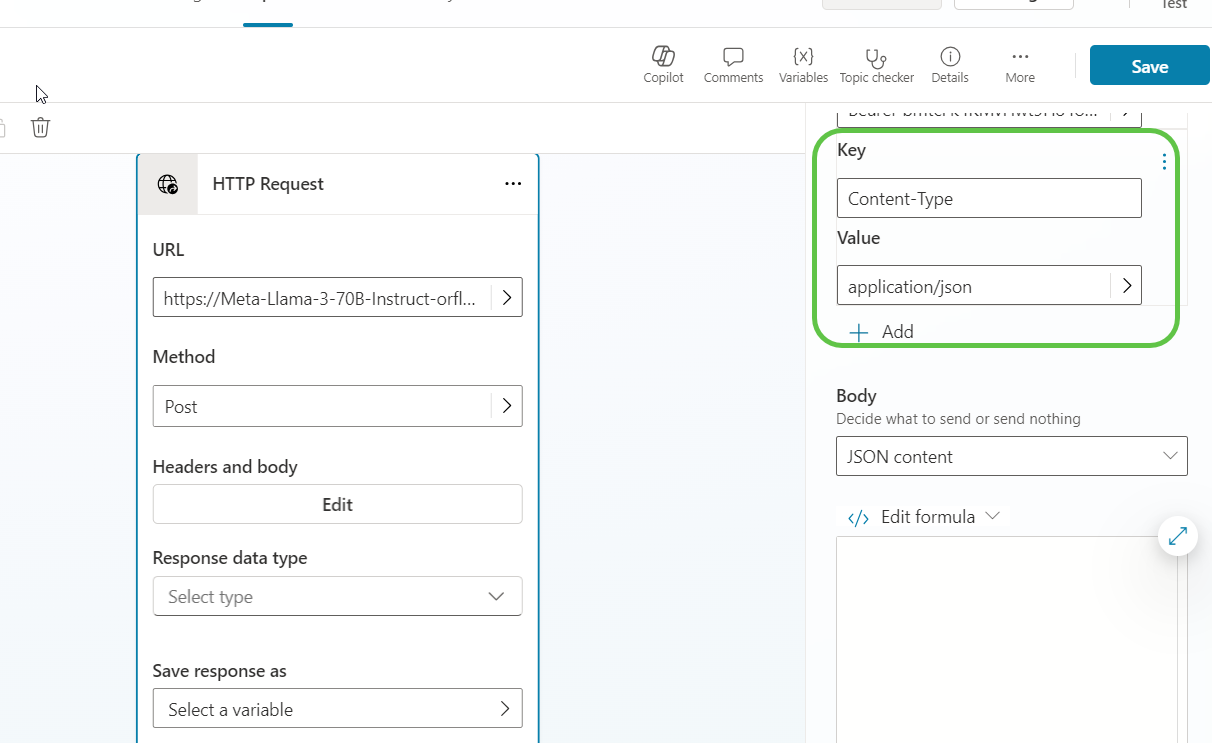 Test
Copilot
Comments
Variables
Topic checker
Details
More
Save
HTTP Request
URL
https://Meta-Llama-3-70B-Instruct-orfl...
Method
Post
Headers and body
Edit
Response data type
Select type
Save response as
Select a variable
Key
Content-Type
Value
application/json
Add
Body
Decide what to send or send nothing
JSON content
Edit formula